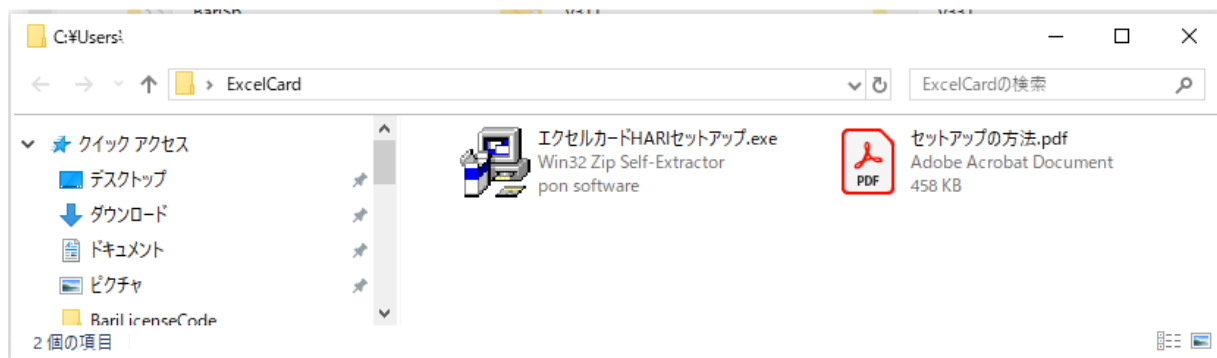 C:¥Users¥
ExcelCard
ExcelCardの検索
クイック アクセス
デスクトップ
ダウンロード
ドキュメント
ピクチャ
BariLicenseCode
エクセルカードHARIセットアップ.exe
Win32 Zip Self-Extractor
pon software
セットアップの方法.pdf
Adobe Acrobat Document
458 KB
PDF
2 個の項目